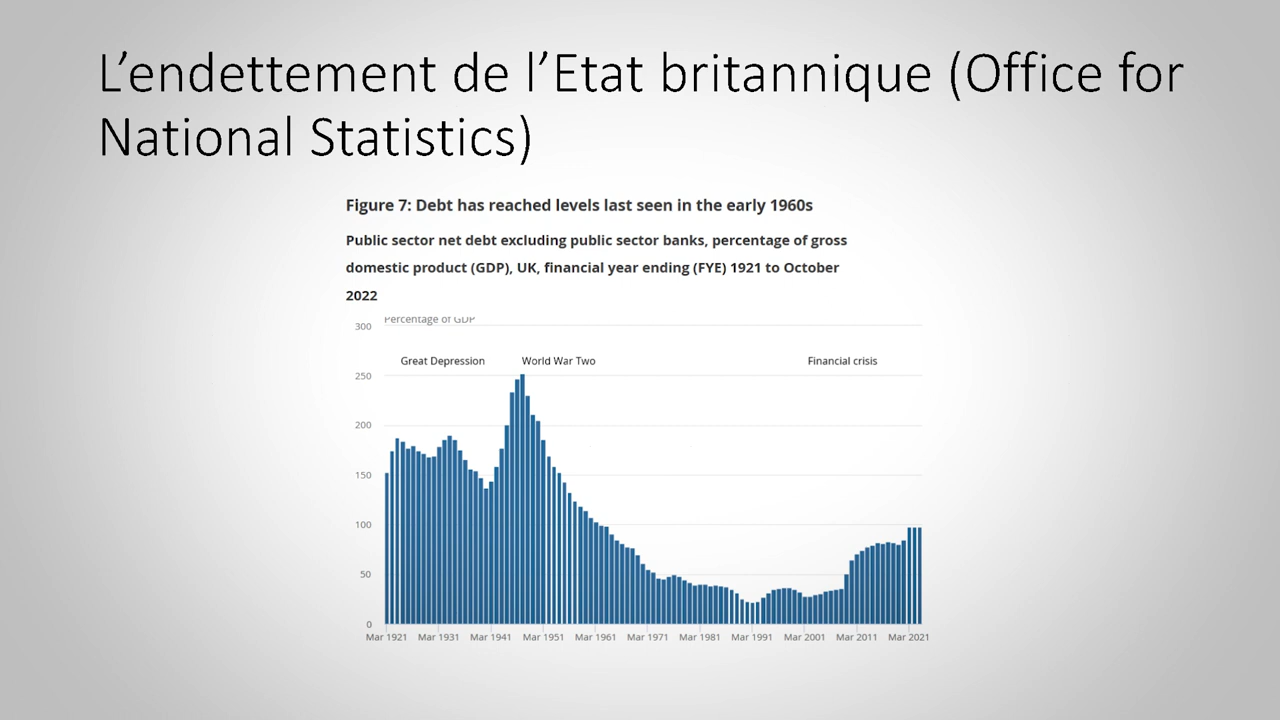 L’endettement de l’Etat britannique (Office for
National Statistics)
Figure 7: Debt has reached levels last seen in the early 1960s
Public sector net debt excluding public sector banks, percentage of gross
domestic product (GDP), UK, financial year ending (FYE) 1921 to October
2022
Percentage of GDP
300
Great Depression World War Two Financial crisis
250
200
150
100
50
0
Mar 1921 Mar 1931 Mar 1941 Mar 1951 Mar 1961 Mar 1971 Mar 1981 Mar 1991 Mar 2001 Mar 2011 Mar 2021